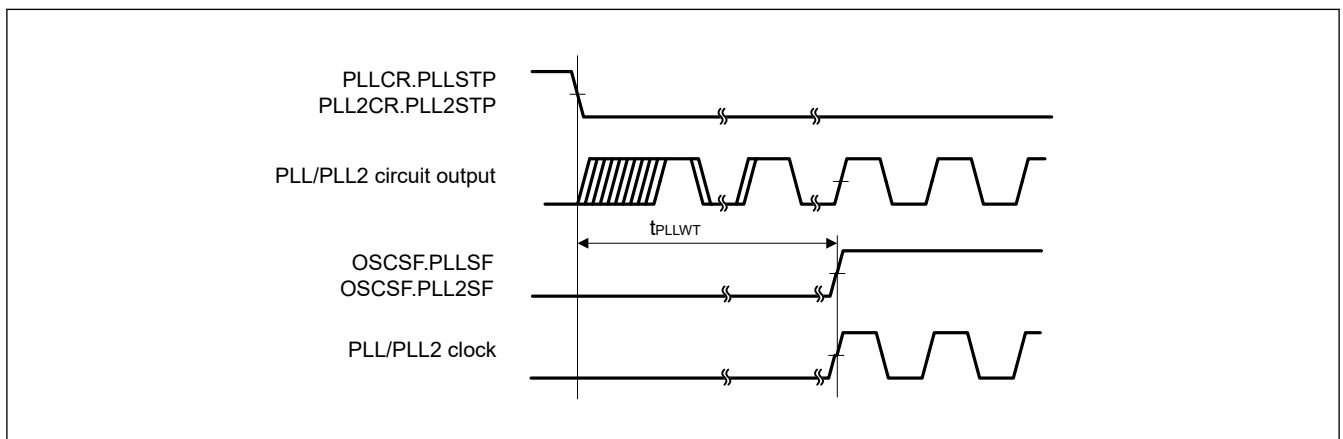 PLLCR.PLLSTP
PLL2CR.PLL2STP
PLL/PLL2 circuit output
tPLLWT
OSCSF.PLLSF
OSCSF.PLL2SF
PLL/PLL2 clock